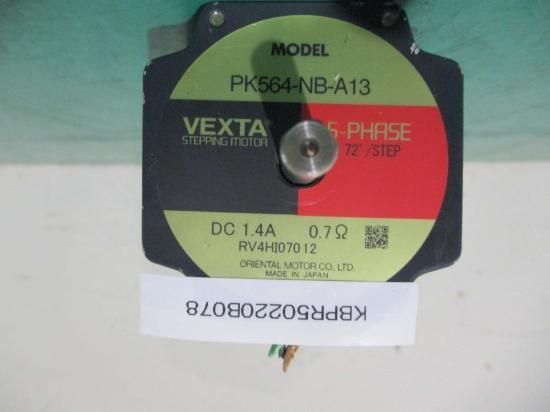 MODEL
PK564-NB-A13
VEXTA 5-PHASE
STEPPING MOTOR 72°/STEP
DC 1.4A 0.7Ω
RV4HI07012
ORIENTAL MOTOR CO., LTD.
MADE IN JAPAN
KBPR50220B078